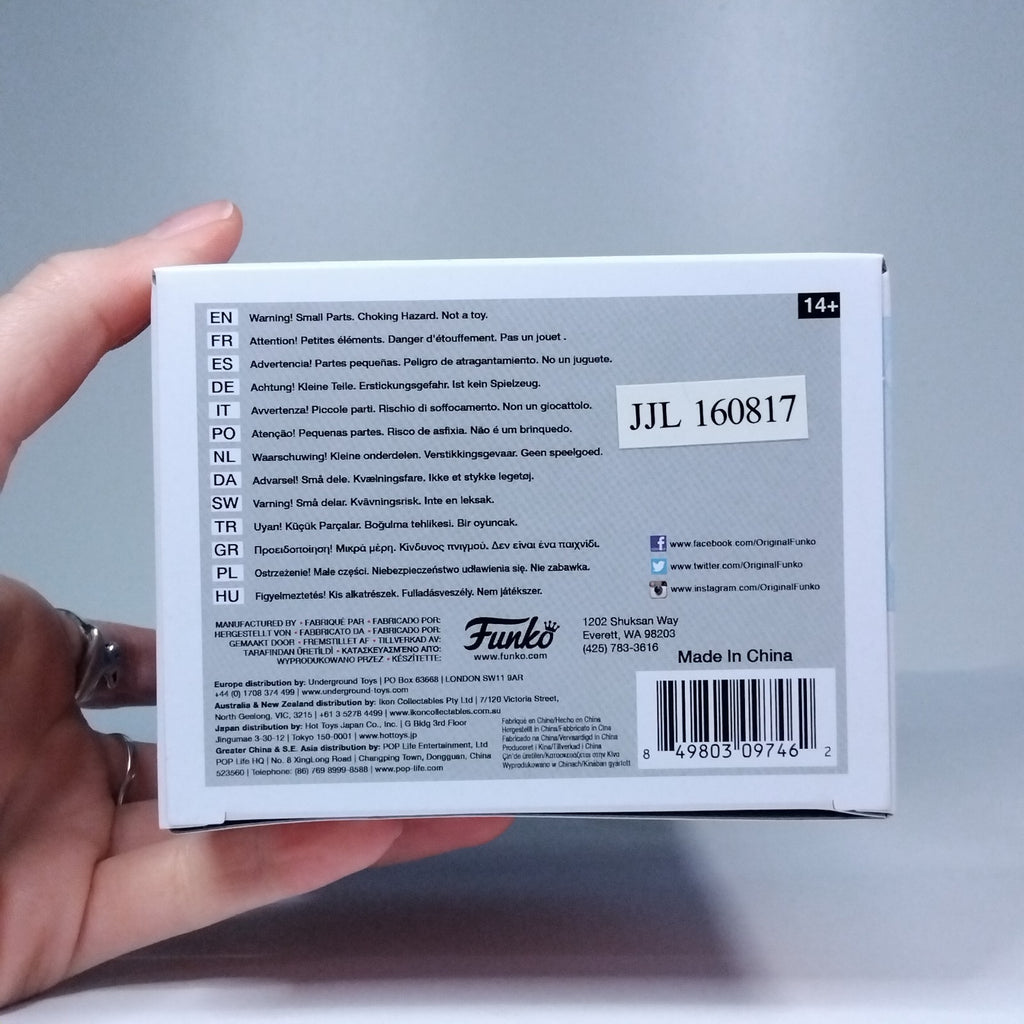 14+
EN Warning! Small Parts. Choking Hazard. Not a toy.
FR Attention! Petites éléments. Danger d'étouffement. Pas un jouet .
ES Advertencia! Partes pequeñas. Peligro de atragantamiento. No un juguete.
DE Achtung! Kleine Teile. Erstickungsgefahr. Ist kein Spielzeug.
IT Avvertenza! Piccole parti. Rischio di soffocamento. Non un giocattolo.
PO Atenção! Pequenas partes. Risco de asfixia. Não é um brinquedo.
NL Waarschuwing! Kleine onderdelen. Verstikkingsgevaar. Geen speelgoed.
DA Advarsel! Små dele. Kvælningsfare. Ikke et stykke legetøj.
SW Varning! Små delar. Kvävningsrisk. Inte en leksak.
TR Uyarı! Küçük Parçalar. Boğulma tehlikesi. Bir oyuncak.
GR Προειδοποίηση! Μικρά μέρη. Κίνδυνος πνιγμού. Δεν είναι ένα παιχνίδι.
PL Ostrzeżenie! Małe części. Niebezpieczeństwo udławienia się. Nie zabawka.
HU Figyelmeztetés! Kis alkatrészek. Fulladásveszély. Nem játékszer.
JJL 160817
www.facebook.com/OriginalFunko
www.twitter.com/OriginalFunko
www.instagram.com/OriginalFunko
MANUFACTURED BY • FABRIQUÉ PAR • FABRICADO POR:
HERGESTELLT VON • FABBRICATO DA • FABRICADO POR:
GEMAAKT DOOR • FREMSTILLET AF • TILLVERKAD AV:
TARAFINDAN ÜRETİLDİ • ΚΑΤΑΣΚΕΥΑΣΜΈΝΟ ΑΠΌ:
WYPRODUKOWANO PRZEZ • KÉSZÍTETTE:
Funko
www.funko.com
1202 Shuksan Way
Everett, WA 98203
(425) 783-3616
Made In China
Europe distribution by: Underground Toys | PO Box 63668 | LONDON SW11 9AR
+44 (0) 1708 374 499 | www.underground-toys.com
Australia & New Zealand distribution by: Ikon Collectables Pty Ltd | 7/120 Victoria Street,
North Geelong, VIC, 3215 | +61 3 5278 4499 | www.ikoncollectables.com.au
Japan distribution by: Hot Toys Japan Co., Inc. | G Bldg 3rd Floor
Jingumae 3-30-12 | Tokyo 150-0001 | www.hottoys.jp
Greater China & S.E. Asia distribution by: POP Life Entertainment, Ltd
POP Life HQ | No. 8 XingLong Road | Changping Town, Dongguan, China
523560 | Telephone: (86) 769 8999-8588 | www.pop-life.com
Fabriqué en Chine/Hecho en China
Hergestellt in China/Fabbricato in Cina
Fabricado na China/Vervaardigd in China
Produceret i Kina/Tillverkad i China
Çin'de üretilen/Κατασκευάζεται στην Κίνα
Wyprodukowano w Chinach/Kínában gyártott
8 49803 09746 2